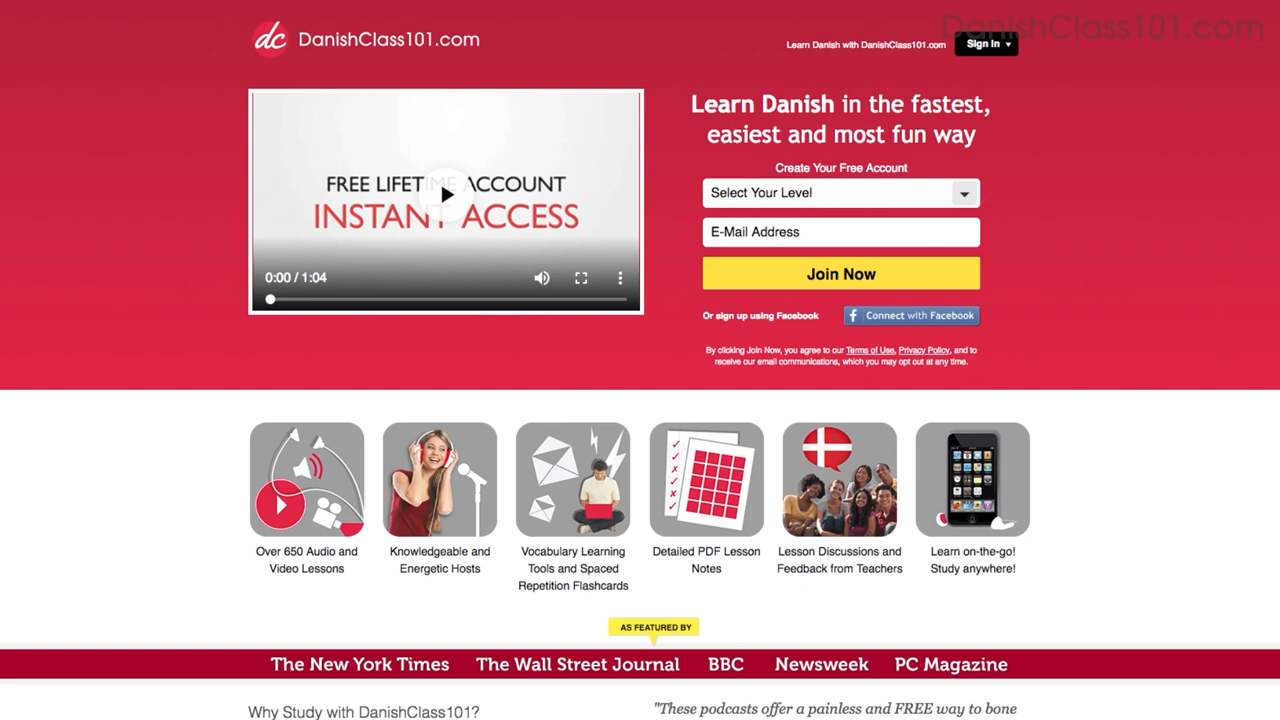 DanishClass101.com
dc DanishClass101.com
Learn Danish with DanishClass101.com
Sign In
FREE LIFETIME ACCOUNT
INSTANT ACCESS
0:00 / 1:04
Learn Danish in the fastest,
easiest and most fun way
Create Your Free Account
Select Your Level
E-Mail Address
Join Now
Or sign up using Facebook
f Connect with Facebook
By clicking Join Now, you agree to our Terms of Use, Privacy Policy, and to
receive our email communications, which you may opt out at any time.
Over 650 Audio and
Video Lessons
Knowledgeable and
Energetic Hosts
Vocabulary Learning
Tools and Spaced
Repetition Flashcards
Detailed PDF Lesson
Notes
Lesson Discussions and
Feedback from Teachers
Learn on-the-go!
Study anywhere!
AS FEATURED BY
The New York Times The Wall Street Journal BBC Newsweek PC Magazine
Why Study with DanishClass101?
"These podcasts offer a painless and FREE way to bone